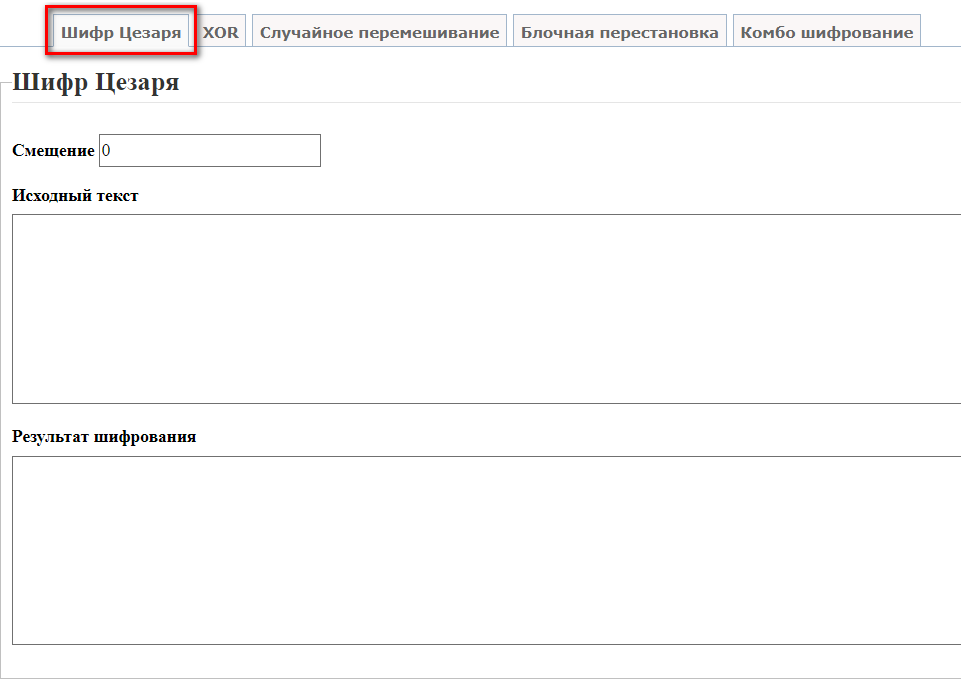 Шифр Цезаря XOR Случайное перемешивание Блочная перестановка Комбо шифрование
Шифр Цезаря
Смещение 0
Исходный текст
Результат шифрования